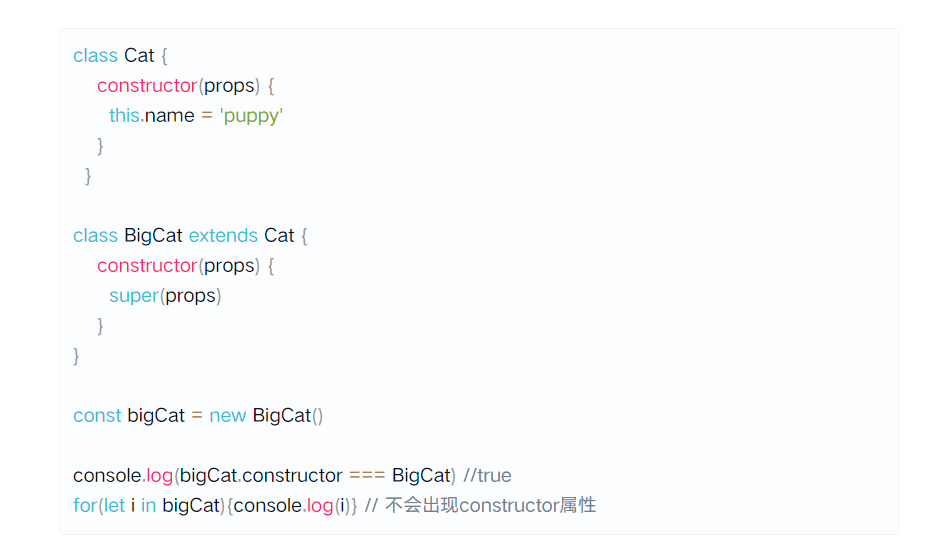 class Cat {
constructor(props) {
this.name = 'puppy'
}
}
class BigCat extends Cat {
constructor(props) {
super(props)
}
}
const bigCat = new BigCat()
console.log(bigCat.constructor === BigCat) //true
for(let i in bigCat){console.log(i)} // 不会出现constructor属性